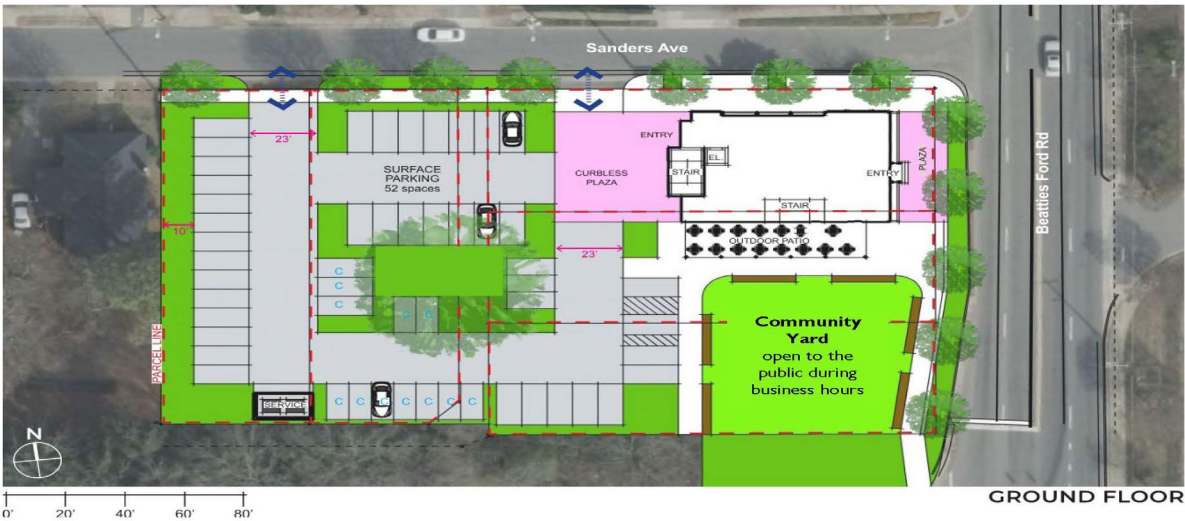 Sanders Ave
Beatties Ford Rd
23'
ENTRY
SURFACE
PARKING
52 spaces
CURBLESS
PLAZA
EL.
STAIR
ENTRY
PLAZA
STAIR
10'
23'
OUTDOOR PATIO
C
C
C
C C
PARCEL LINE
Community
Yard
open to the
public during
business hours
SERVICE
C C C C C C C
N
0' 20' 40' 60' 80'
GROUND FLOOR